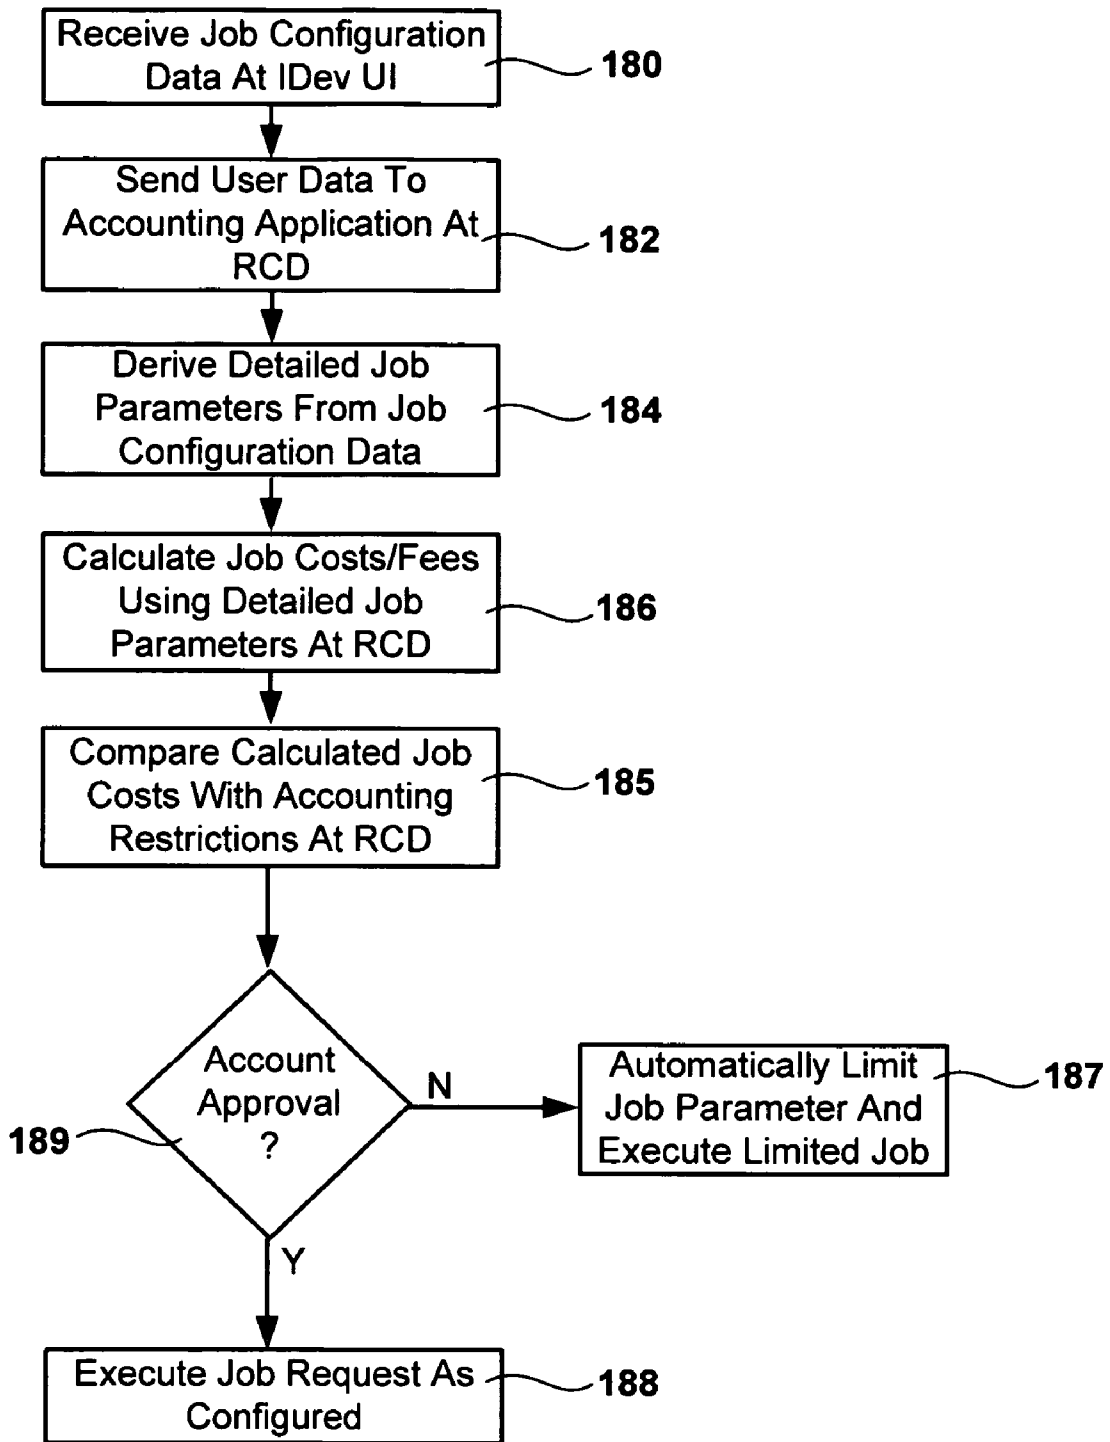 Receive Job Configuration
Data At IDev UI
180
Send User Data To
Accounting Application At
RCD
182
Derive Detailed Job
Parameters From Job
Configuration Data
184
Calculate Job Costs/Fees
Using Detailed Job
Parameters At RCD
186
Compare Calculated Job
Costs With Accounting
Restrictions At RCD
185
Account
Approval
?
189
N
Automatically Limit
Job Parameter And
Execute Limited Job
187
Y
Execute Job Request As
Configured
188